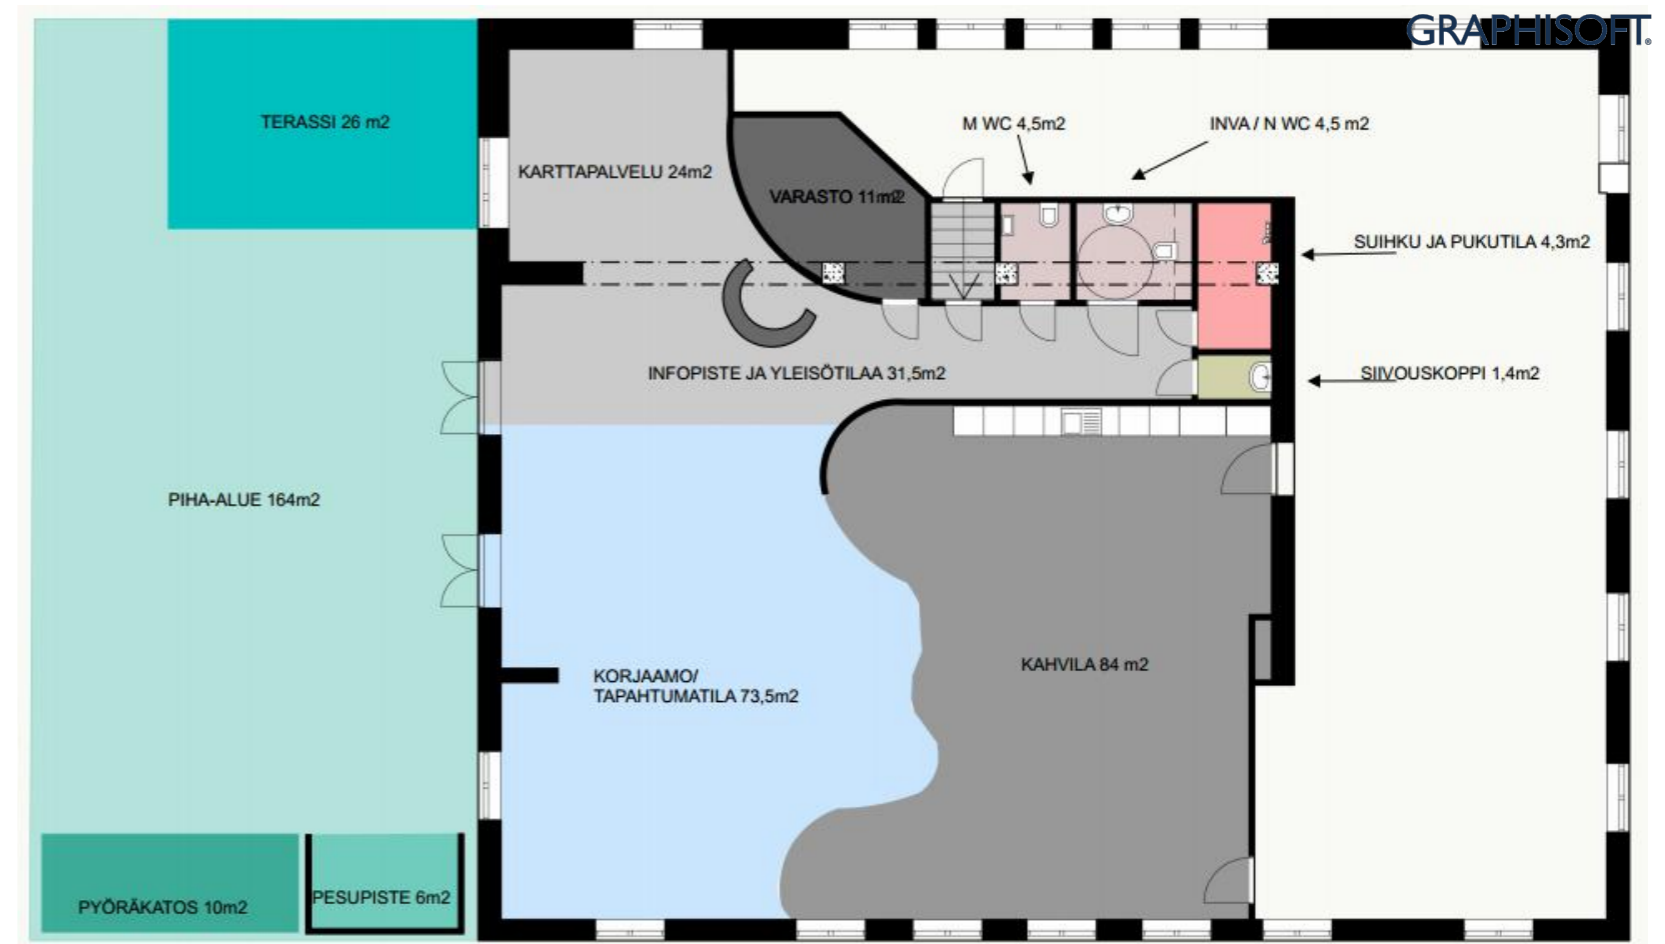 GRAPHISOFT®
TERASSI 26 m2
M WC 4,5m2
INVA / N WC 4,5 m2
KARTTAPALVELU 24m2
VARASTO 11m2
SUIHKU JA PUKUTILA 4,3m2
INFOPISTE JA YLEISÖTILAA 31,5m2
SIIVOUSKOPPI 1,4m2
PIHA-ALUE 164m2
KAHVILA 84 m2
KORJAAMO/
TAPAHTUMATILA 73,5m2
PESUPISTE 6m2
PYÖRÄKATOS 10m2